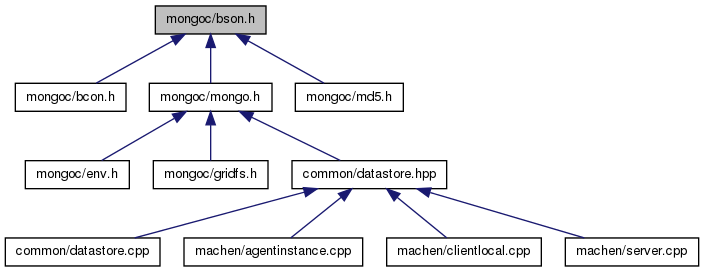 mongoc/bson.h
mongoc/bcon.h
mongoc/mongo.h
mongoc/md5.h
mongoc/env.h
mongoc/gridfs.h
common/datastore.hpp
common/datastore.cpp
machen/agentinstance.cpp
machen/clientlocal.cpp
machen/server.cpp